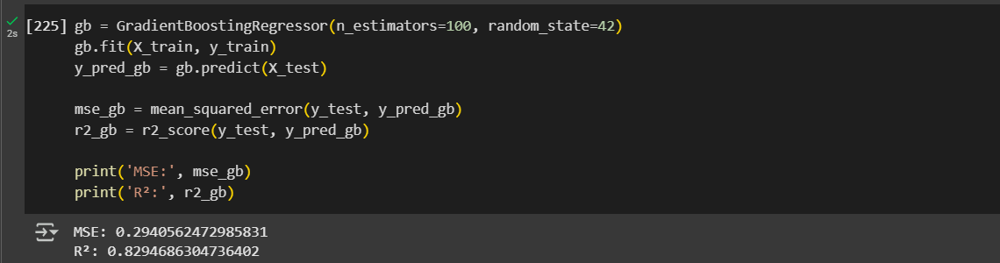 [225] gb = GradientBoostingRegressor(n_estimators=100, random_state=42)
2s
gb.fit(X_train, y_train)
y_pred_gb = gb.predict(X_test)
mse_gb = mean_squared_error(y_test, y_pred_gb)
r2_gb = r2_score(y_test, y_pred_gb)
print('MSE:', mse_gb)
print('R²:', r2_gb)
MSE: 0.2940562472985831
R²: 0.8294686304736402